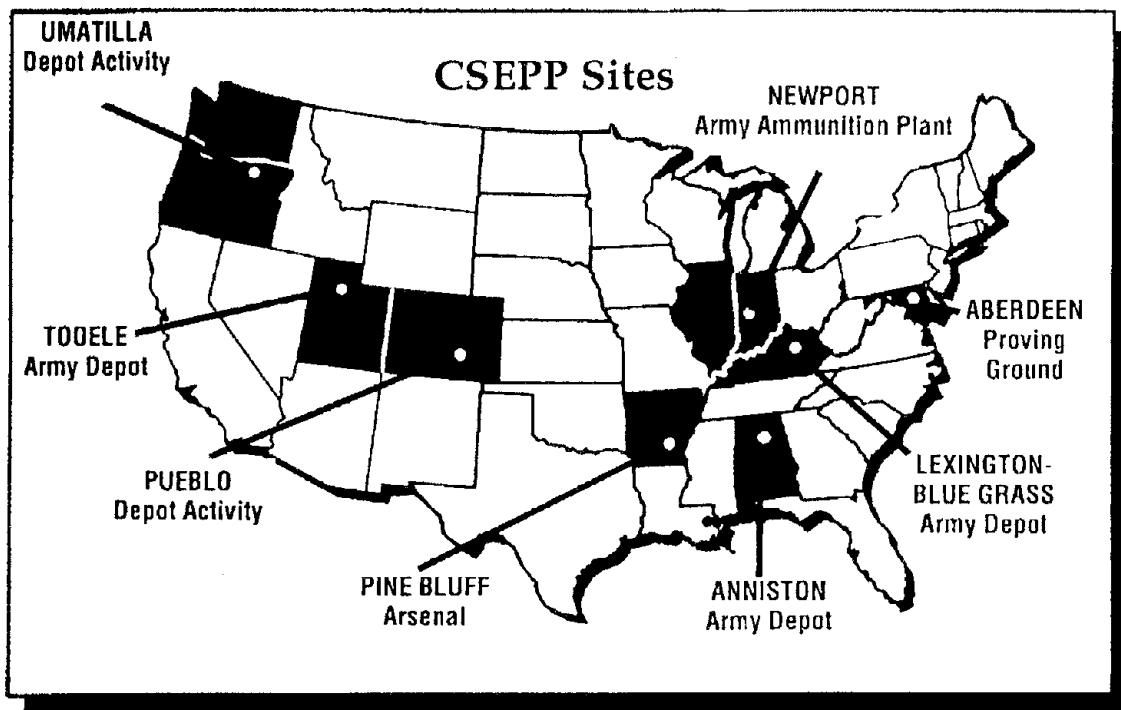 UMATILLA
Depot Activity
CSEPP Sites
NEWPORT
Army Ammunition Plant
TOOELE
Army Depot
ABERDEEN
Proving
Ground
PUEBLO
Depot Activity
LEXINGTON-
BLUE GRASS
Army Depot
PINE BLUFF
Arsenal
ANNISTON
Army Depot